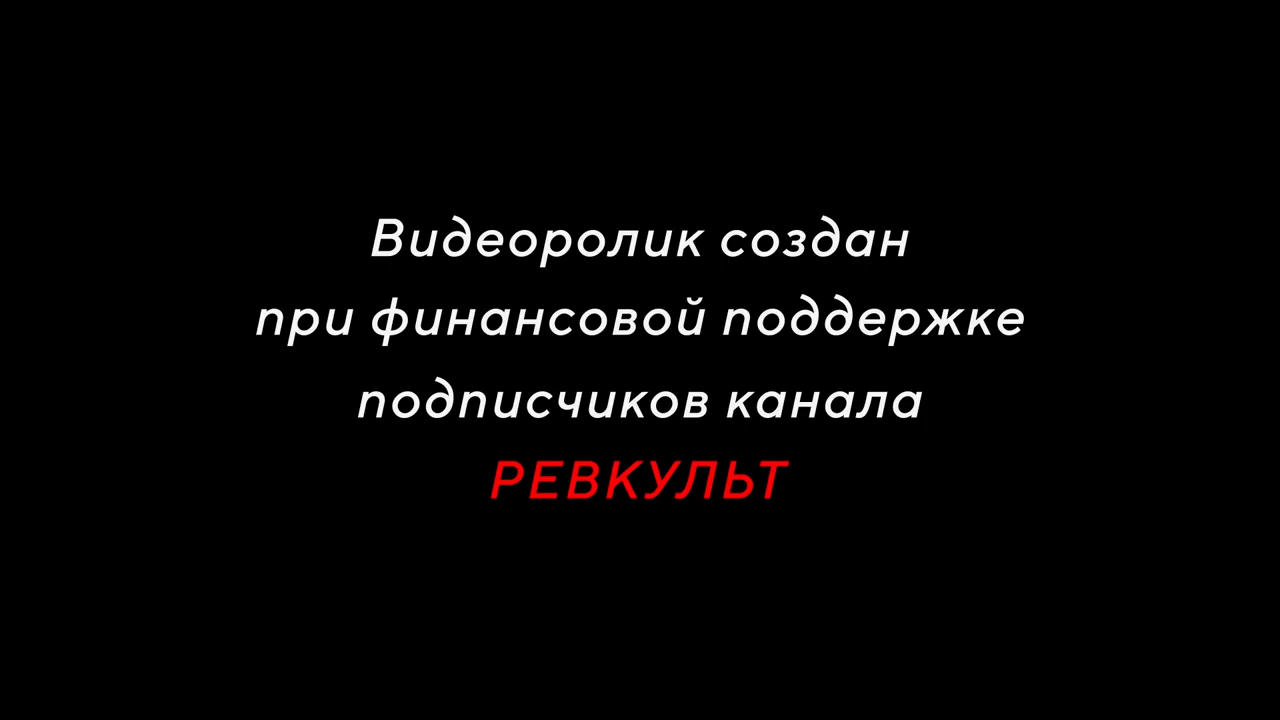 Видеоролик создан
при финансовой поддержке
подписчиков канала
РЕВКУЛЬТ